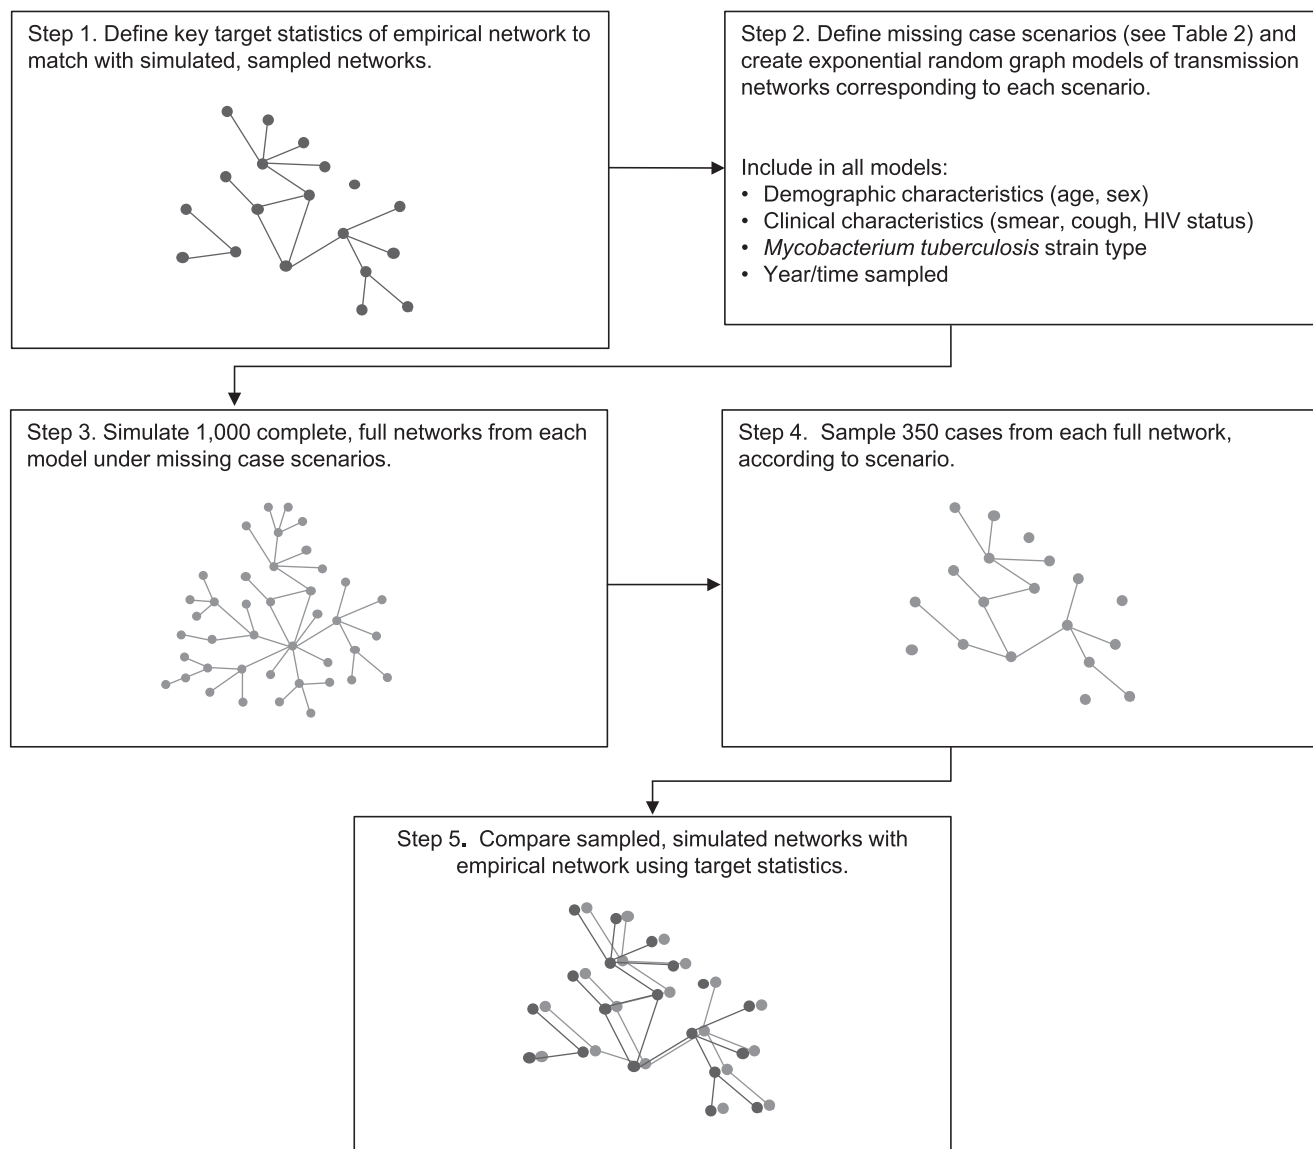 Step 1. Define key target statistics of empirical network to
match with simulated, sampled networks.
Step 2. Define missing case scenarios (see Table 2) and
create exponential random graph models of transmission
networks corresponding to each scenario.
Include in all models:
• Demographic characteristics (age, sex)
• Clinical characteristics (smear, cough, HIV status)
• Mycobacterium tuberculosis strain type
• Year/time sampled
Step 3. Simulate 1,000 complete, full networks from each
model under missing case scenarios.
Step 4. Sample 350 cases from each full network,
according to scenario.
Step 5. Compare sampled, simulated networks with
empirical network using target statistics.